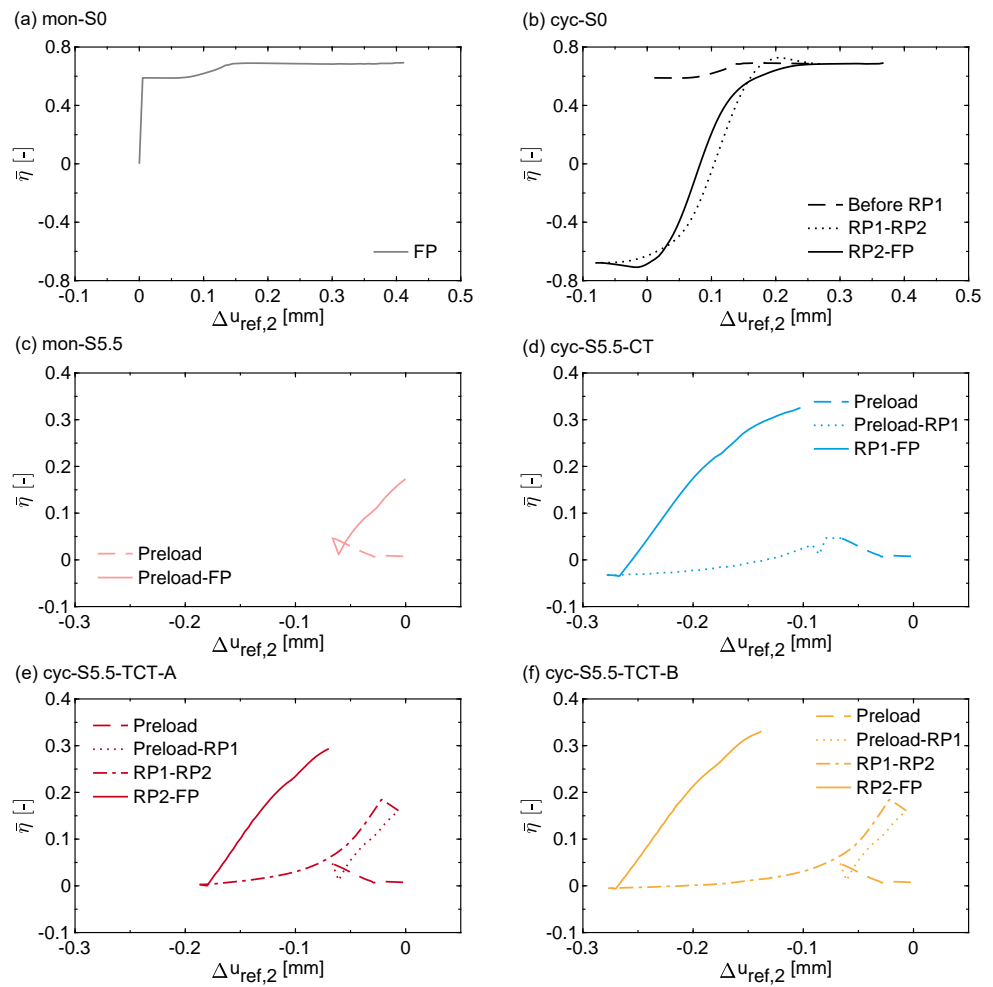 (a) mon-S0
0.8
0.4
0
-0.4
-0.8
η̄ [-]
FP
-0.1 0 0.1 0.2 0.3 0.4 0.5
Δu_ref,2 [mm]
(b) cyc-S0
0.8
0.4
0
-0.4
-0.8
η̄ [-]
Before RP1
RP1-RP2
RP2-FP
-0.1 0 0.1 0.2 0.3 0.4 0.5
Δu_ref,2 [mm]
(c) mon-S5.5
0.4
0.3
0.2
0.1
0
-0.1
η̄ [-]
Preload
Preload-FP
-0.3 -0.2 -0.1 0
Δu_ref,2 [mm]
(d) cyc-S5.5-CT
0.4
0.3
0.2
0.1
0
-0.1
η̄ [-]
Preload
Preload-RP1
RP1-FP
-0.3 -0.2 -0.1 0
Δu_ref,2 [mm]
(e) cyc-S5.5-TCT-A
0.4
0.3
0.2
0.1
0
-0.1
η̄ [-]
Preload
Preload-RP1
RP1-RP2
RP2-FP
-0.3 -0.2 -0.1 0
Δu_ref,2 [mm]
(f) cyc-S5.5-TCT-B
0.4
0.3
0.2
0.1
0
-0.1
η̄ [-]
Preload
Preload-RP1
RP1-RP2
RP2-FP
-0.3 -0.2 -0.1 0
Δu_ref,2 [mm]